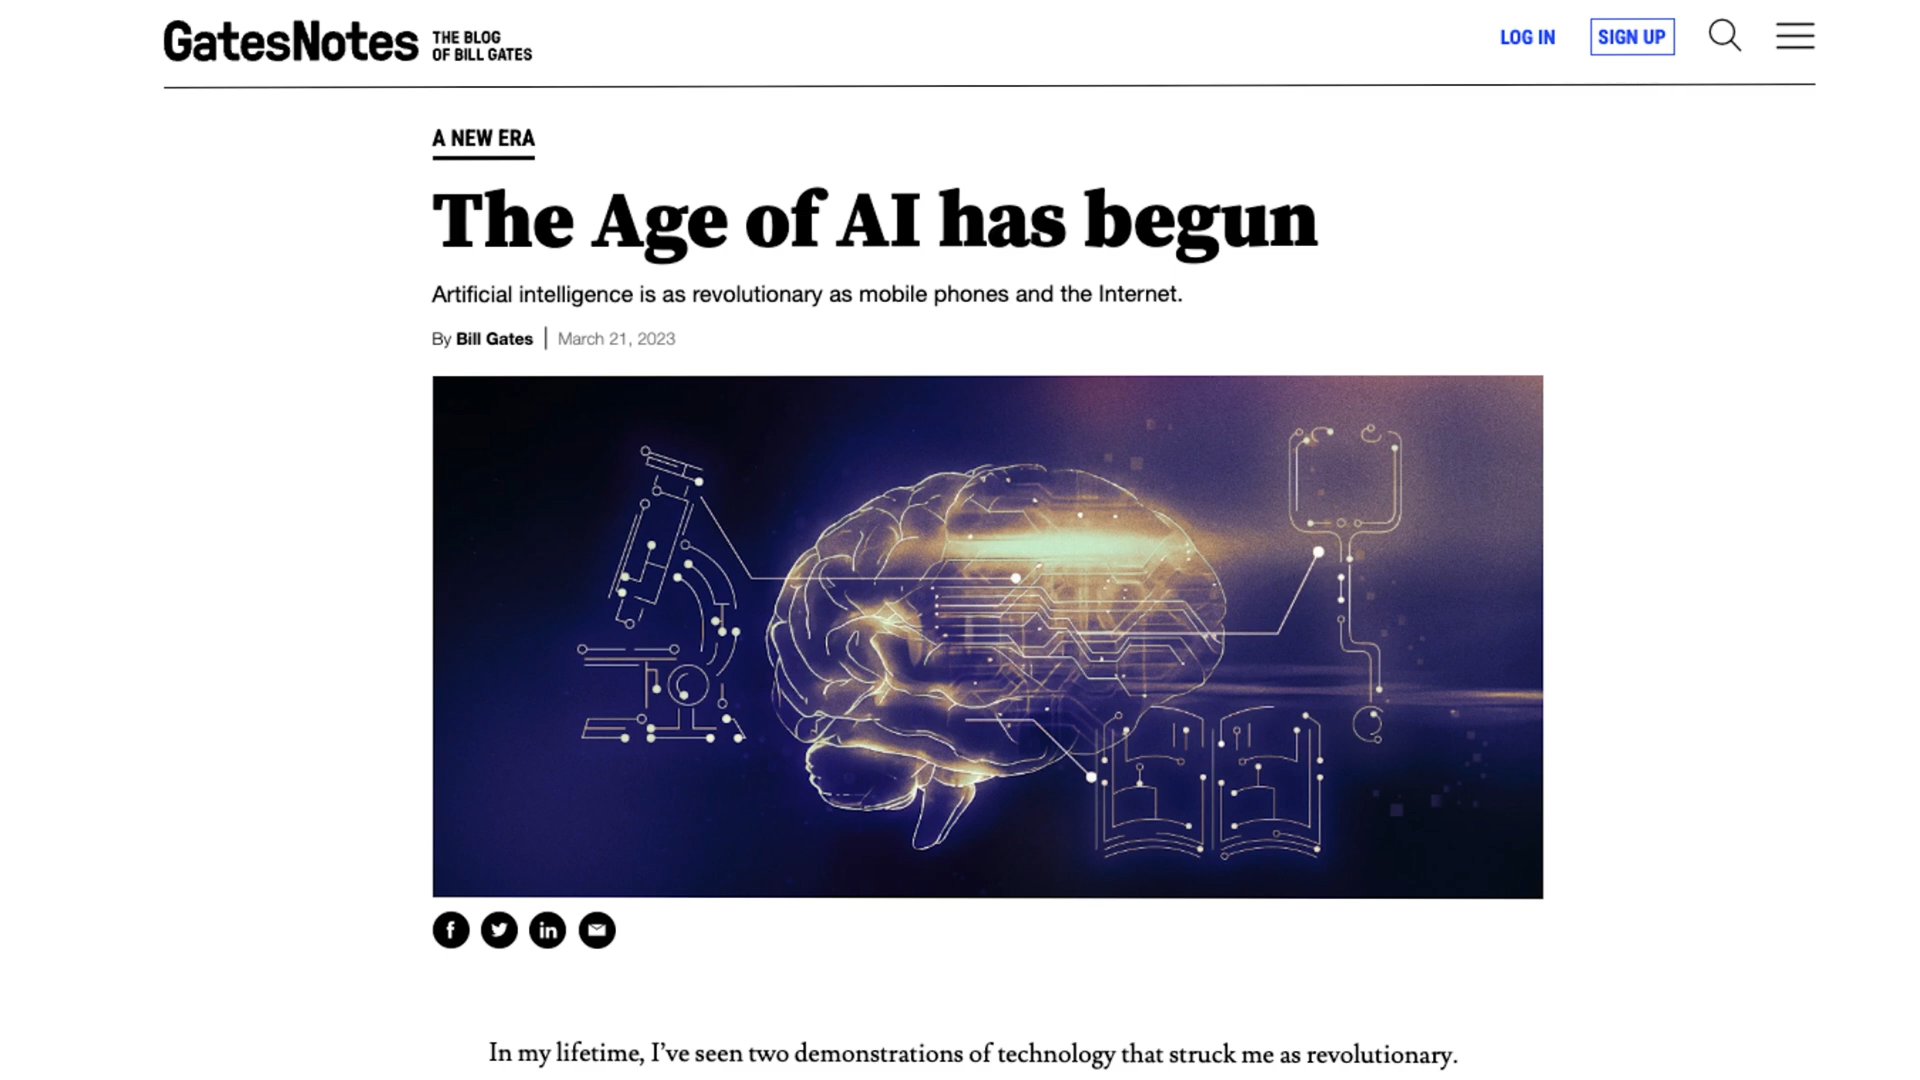 GatesNotes
THE BLOG
OF BILL GATES
LOG IN
SIGN UP
A NEW ERA
The Age of AI has begun
Artificial intelligence is as revolutionary as mobile phones and the Internet.
By Bill Gates | March 21, 2023
f
in
In my lifetime, I’ve seen two demonstrations of technology that struck me as revolutionary.